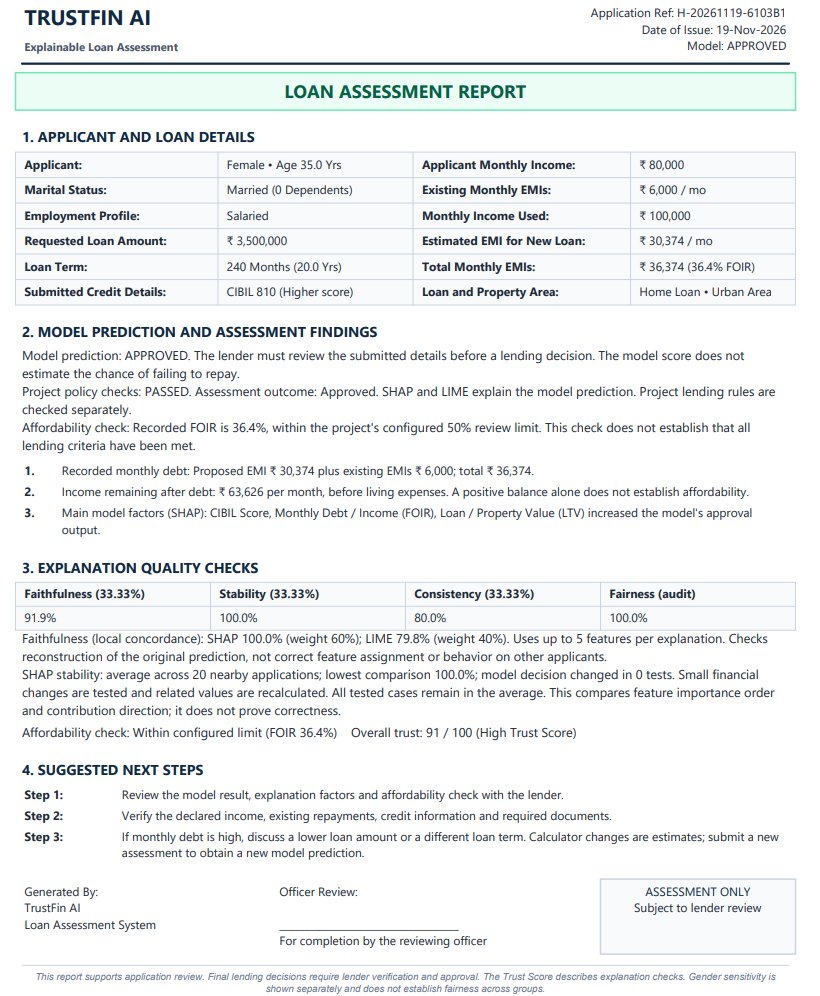 TRUSTFIN AI
Explainable Loan Assessment
Application Ref: H-20261119-6103B1
Date of Issue: 19-Nov-2026
Model: APPROVED
LOAN ASSESSMENT REPORT
1. APPLICANT AND LOAN DETAILS
Applicant: Female • Age 35.0 Yrs Applicant Monthly Income: ₹ 80,000
Marital Status: Married (0 Dependents) Existing Monthly EMIs: ₹ 6,000 / mo
Employment Profile: Salaried Monthly Income Used: ₹ 100,000
Requested Loan Amount: ₹ 3,500,000 Estimated EMI for New Loan: ₹ 30,374 / mo
Loan Term: 240 Months (20.0 Yrs) Total Monthly EMIs: ₹ 36,374 (36.4% FOIR)
Submitted Credit Details: CIBIL 810 (Higher score) Loan and Property Area: Home Loan • Urban Area
2. MODEL PREDICTION AND ASSESSMENT FINDINGS
Model prediction: APPROVED. The lender must review the submitted details before a lending decision. The model score does not
estimate the chance of failing to repay.
Project policy checks: PASSED. Assessment outcome: Approved. SHAP and LIME explain the model prediction. Project lending rules are
checked separately.
Affordability check: Recorded FOIR is 36.4%, within the project's configured 50% review limit. This check does not establish that all
lending criteria have been met.
1. Recorded monthly debt: Proposed EMI ₹ 30,374 plus existing EMIs ₹ 6,000; total ₹ 36,374.
2. Income remaining after debt: ₹ 63,626 per month, before living expenses. A positive balance alone does not establish affordability.
3. Main model factors (SHAP): CIBIL Score, Monthly Debt / Income (FOIR), Loan / Property Value (LTV) increased the model's approval
output.
3. EXPLANATION QUALITY CHECKS
Faithfulness (33.33%) Stability (33.33%) Consistency (33.33%) Fairness (audit)
91.9% 100.0% 80.0% 100.0%
Faithfulness (local concordance): SHAP 100.0% (weight 60%); LIME 79.8% (weight 40%). Uses up to 5 features per explanation. Checks
reconstruction of the original prediction, not correct feature assignment or behavior on other applicants.
SHAP stability: average across 20 nearby applications; lowest comparison 100.0%; model decision changed in 0 tests. Small financial
changes are tested and related values are recalculated. All tested cases remain in the average. This compares feature importance order
and contribution direction; it does not prove correctness.
Affordability check: Within configured limit (FOIR 36.4%) Overall trust: 91 / 100 (High Trust Score)
4. SUGGESTED NEXT STEPS
Step 1: Review the model result, explanation factors and affordability check with the lender.
Step 2: Verify the declared income, existing repayments, credit information and required documents.
Step 3: If monthly debt is high, discuss a lower loan amount or a different loan term. Calculator changes are estimates; submit a new
assessment to obtain a new model prediction.
Generated By:
TrustFin AI
Loan Assessment System
Officer Review:
For completion by the reviewing officer
ASSESSMENT ONLY
Subject to lender review
This report supports application review. Final lending decisions require lender verification and approval. The Trust Score describes explanation checks. Gender sensitivity is
shown separately and does not establish fairness across groups.